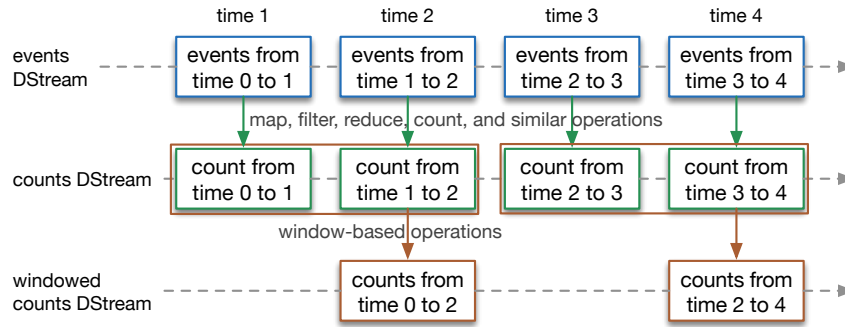 time 1 time 2 time 3 time 4
events DStream
events from time 0 to 1
events from time 1 to 2
events from time 2 to 3
events from time 3 to 4
map, filter, reduce, count, and similar operations
counts DStream
count from time 0 to 1
count from time 1 to 2
count from time 2 to 3
count from time 3 to 4
window-based operations
windowed counts DStream
counts from time 0 to 2
counts from time 2 to 4